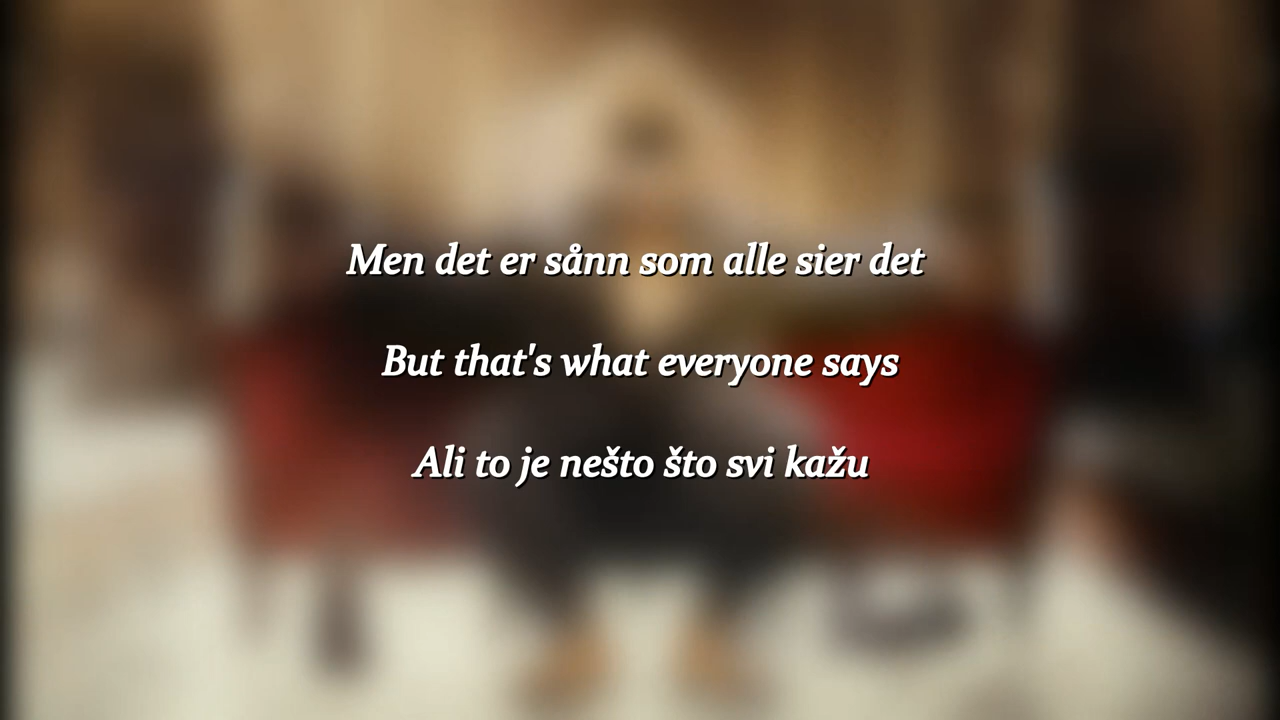 Men det er sånn som alle sier det
But that's what everyone says
Ali to je nešto što svi kažu